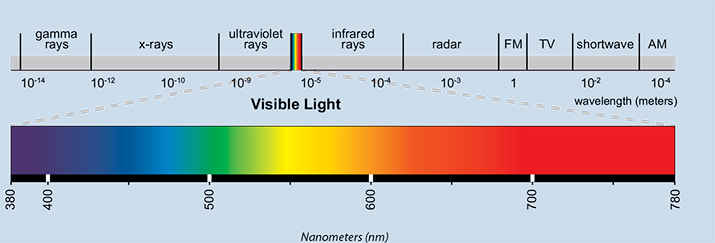 gamma rays x-rays ultraviolet rays infrared rays radar FM TV shortwave AM
10-14 10-12 10-10 10-9 10-5 10-4 10-3 1 10-2 10-4
wavelength (meters)
Visible Light
380 400 500 600 700 780
Nanometers (nm)